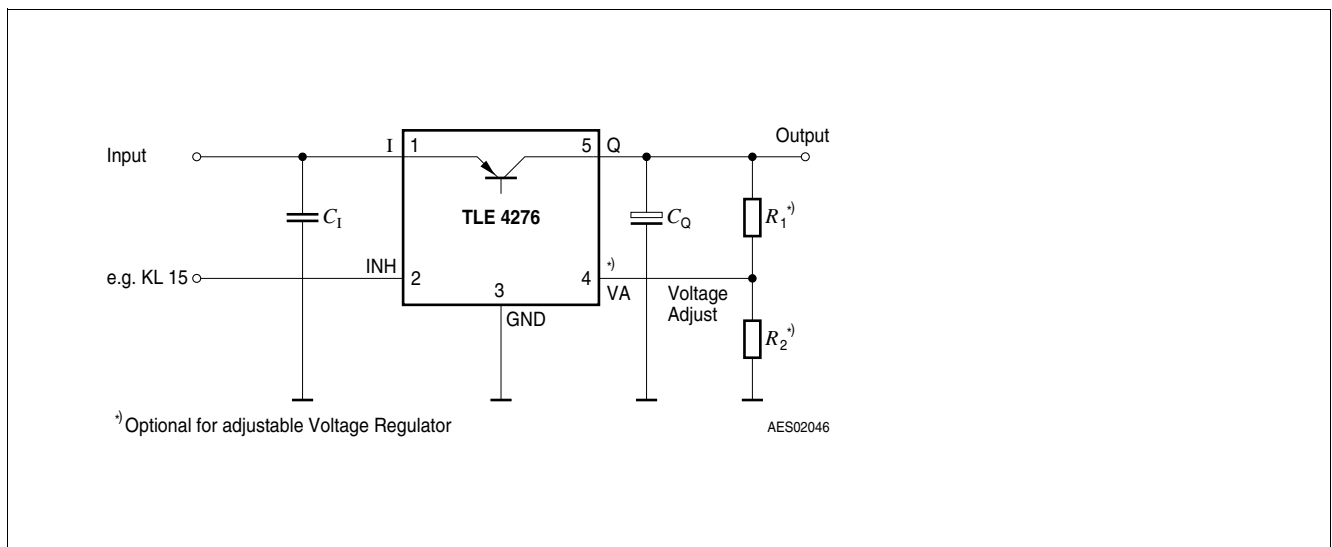 Output
Input
I
1
5
Q
C_I
TLE 4276
C_Q
R_1 *)
INH
*)
e.g. KL 15
2
3
4
VA
Voltage
Adjust
GND
R_2 *)
*) Optional for adjustable Voltage Regulator
AES02046